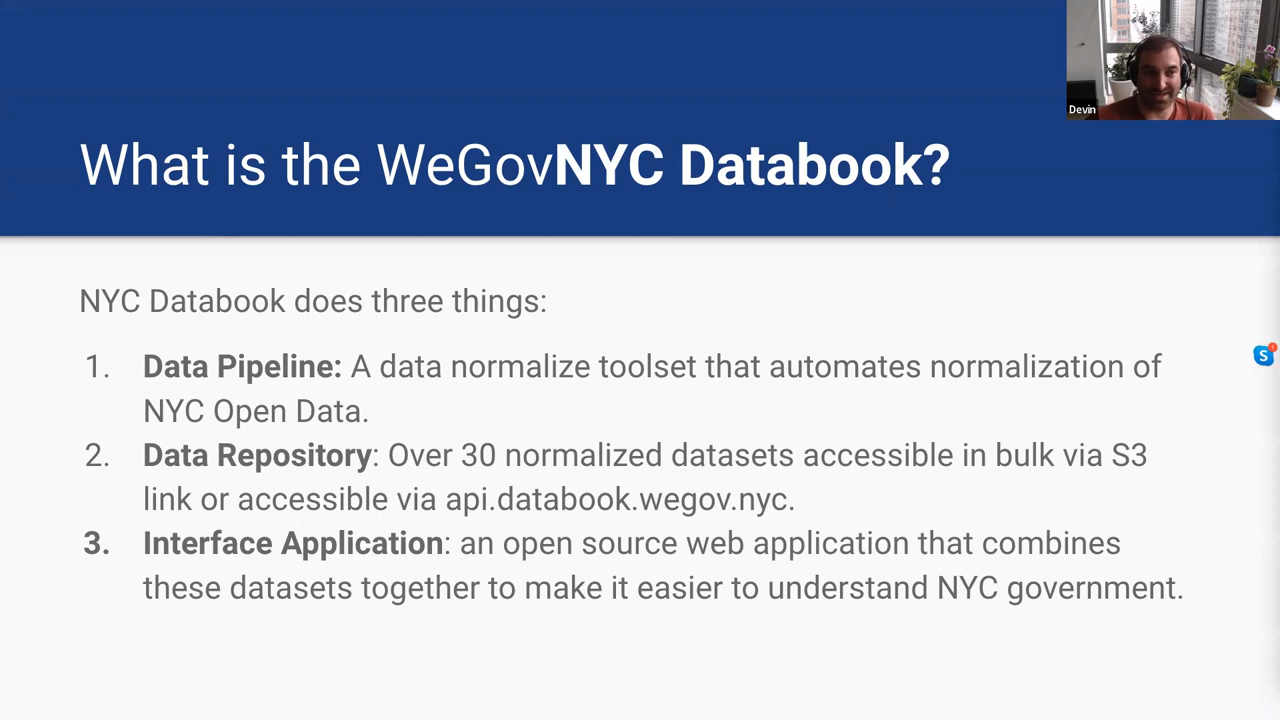 Devin
What is the WeGovNYC Databook?
NYC Databook does three things:
1. Data Pipeline: A data normalize toolset that automates normalization of
NYC Open Data.
2. Data Repository: Over 30 normalized datasets accessible in bulk via S3
link or accessible via api.databook.wegov.nyc.
3. Interface Application: an open source web application that combines
these datasets together to make it easier to understand NYC government.
S